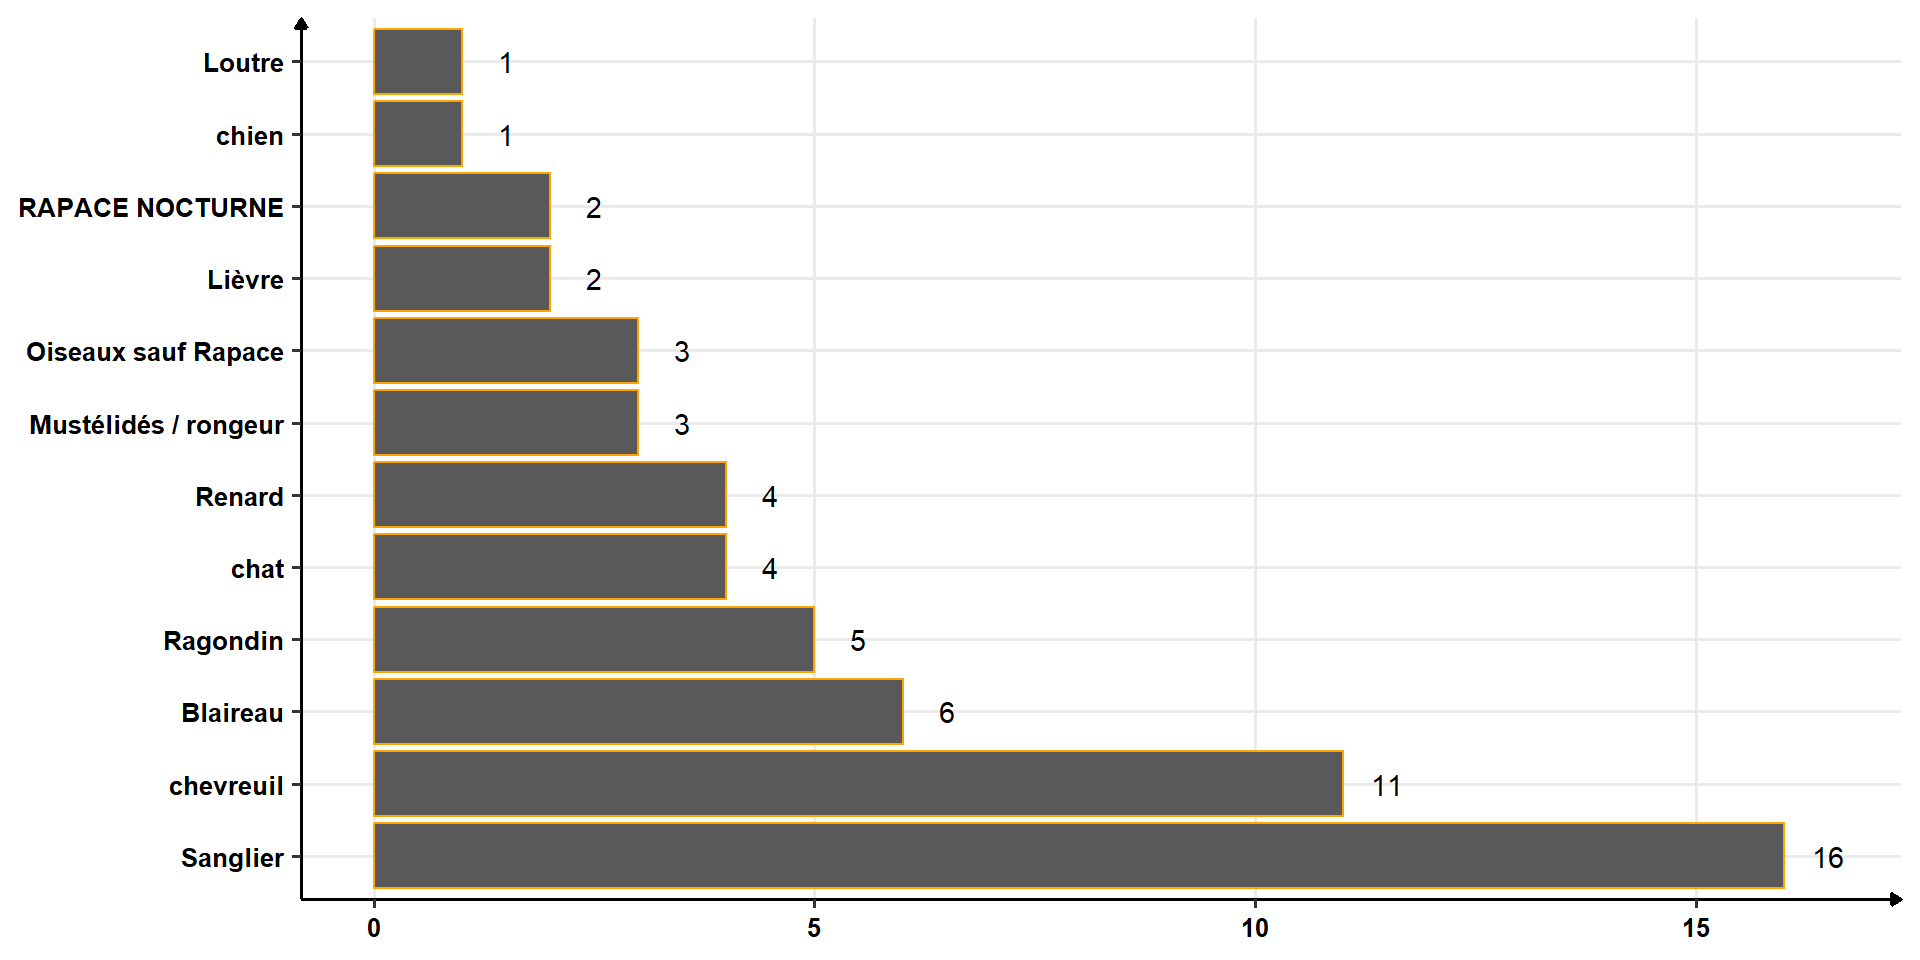 Loutre 1
chien 1
RAPACE NOCTURNE 2
Lièvre 2
Oiseaux sauf Rapace 3
Mustélidés / rongeur 3
Renard 4
chat 4
Ragondin 5
Blaireau 6
chevreuil 11
Sanglier 16
0 5 10 15